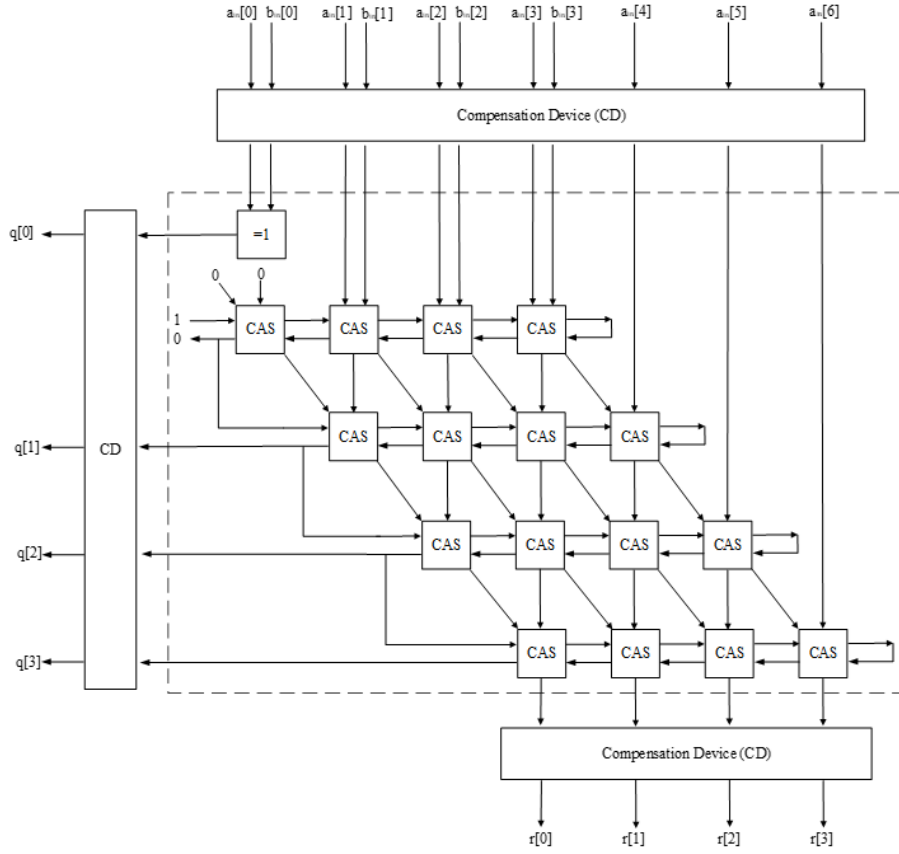 aᵢₙ[0] bᵢₙ[0] aᵢₙ[1] bᵢₙ[1] aᵢₙ[2] bᵢₙ[2] aᵢₙ[3] bᵢₙ[3] aᵢₙ[4] aᵢₙ[5] aᵢₙ[6]
Compensation Device (CD)
q[0]
=1
0 0
1
CAS CAS CAS CAS
0
CAS CAS CAS CAS
q[1]
CD
CAS CAS CAS CAS
q[2]
CAS CAS CAS CAS
q[3]
Compensation Device (CD)
r[0] r[1] r[2] r[3]